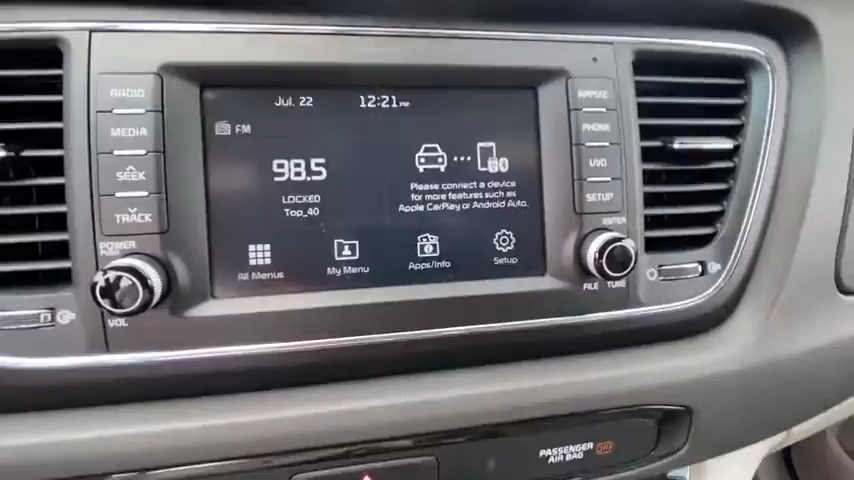 RADIO
MEDIA
SEEK
TRACK
POWER
PUSH
VOL
Jul. 22 12:21 PM
FM
98.5
LOCKED
Top_40
Please connect a device
for more features such as
Apple CarPlay or Android Auto.
All Menus
My Menu
Apps/Info
Setup
PHONE
UVO
SETUP
ENTER
FILE TUNE
PASSENGER
AIR BAG OFF